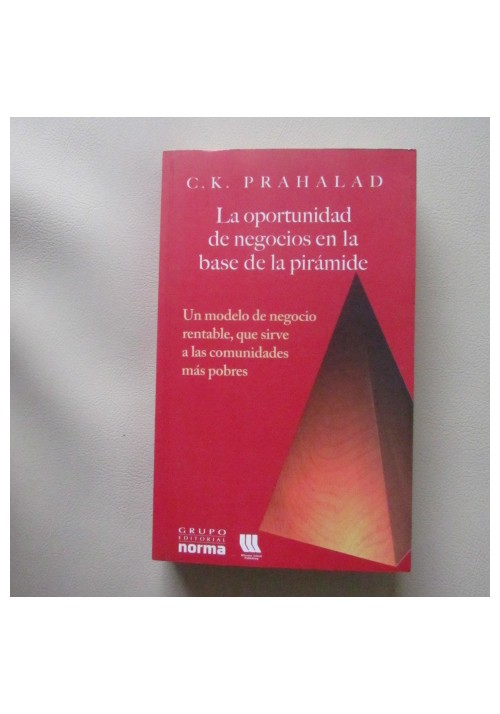 C. K. PRAHALAD
La oportunidad
de negocios en la
base de la pirámide
Un modelo de negocio
rentable, que sirve
a las comunidades
más pobres
GRUPO
EDITORIAL
norma